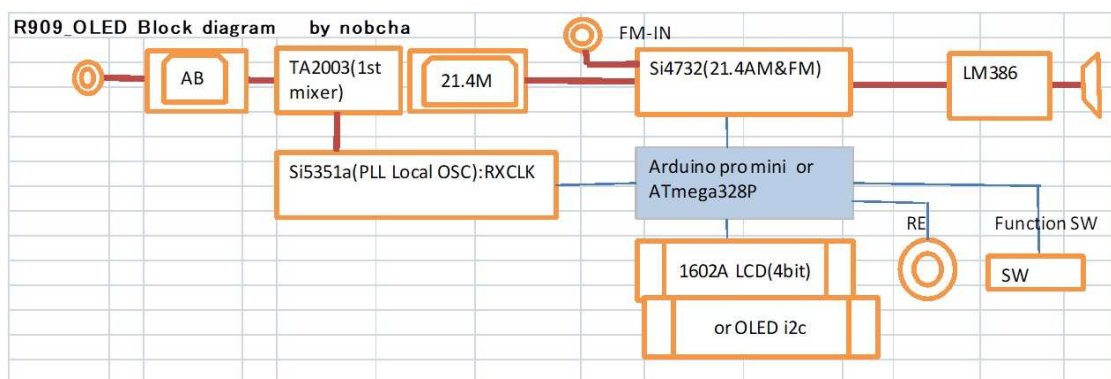 R909_OLED Block diagram by nobcha
FM-IN
AB
TA2003(1st
mixer)
21.4M
Si4732(21.4AM&FM)
LM386
Si5351a(PLL Local OSC):RXCLK
Arduino pro mini or
ATmega328P
RE
Function SW
1602A LCD(4bit)
SW
or OLED i2c